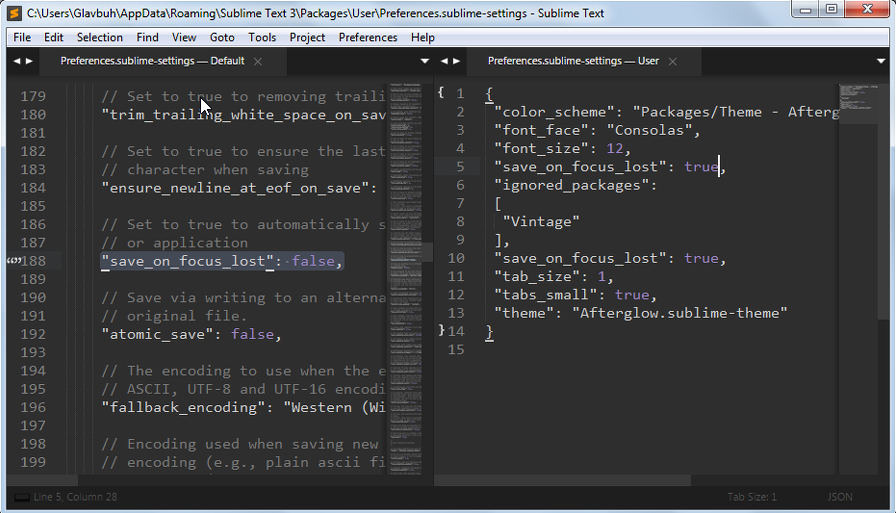 C:\Users\Glavbuh\AppData\Roaming\Sublime Text 3\Packages\User\Preferences.sublime-settings - Sublime Text
File Edit Selection Find View Goto Tools Project Preferences Help
Preferences.sublime-settings — Default
179 // Set to true to removing traili
180 "trim_trailing_white_space_on_sav
181
182 // Set to true to ensure the last
183 // character when saving
184 "ensure_newline_at_eof_on_save":
185
186 // Set to true to automatically s
187 // or application
188 "save_on_focus_lost": false,
189
190 // Save via writing to an alterna
191 // original file.
192 "atomic_save": false,
193
194 // The encoding to use when the e
195 // ASCII, UTF-8 and UTF-16 encodi
196 "fallback_encoding": "Western (Wi
197
198 // Encoding used when saving new
199 // encoding (e.g., plain ascii fi
Preferences.sublime-settings — User
1 {
2 "color_scheme": "Packages/Theme - Afterg
3 "font_face": "Consolas",
4 "font_size": 12,
5 "save_on_focus_lost": true,
6 "ignored_packages":
7 [
8 "Vintage"
9 ],
10 "save_on_focus_lost": true,
11 "tab_size": 1,
12 "tabs_small": true,
13 "theme": "Afterglow.sublime-theme"
14 }
15
Line 5, Column 28 Tab Size: 1 JSON